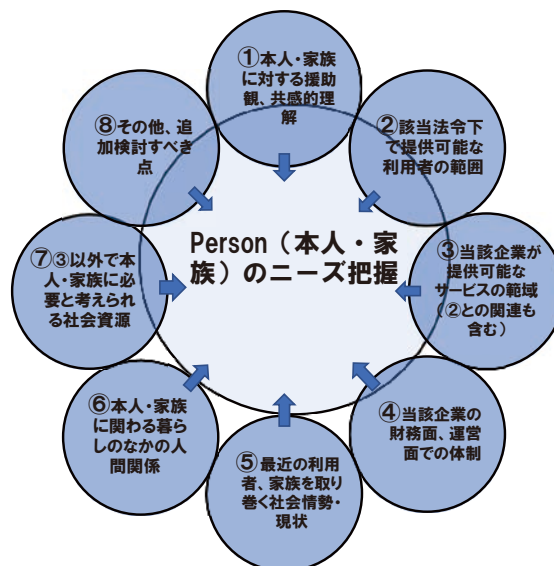 ①本人・家族
に対する援助
観、共感的理
解
②該当法令下
で提供可能な
利用者の範囲
③当該企業が
提供可能な
サービスの範域
（②との関連も
含む）
④当該企業の
財務面、運営
面での体制
⑤最近の利用
者、家族を取り
巻く社会情勢・
現状
⑥本人・家族
に関わる暮ら
しのなかの人
間関係
⑦③以外で本
人・家族に必
要と考えられ
る社会資源
⑧その他、追
加検討すべき
点
Person（本人・家
族）のニーズ把握